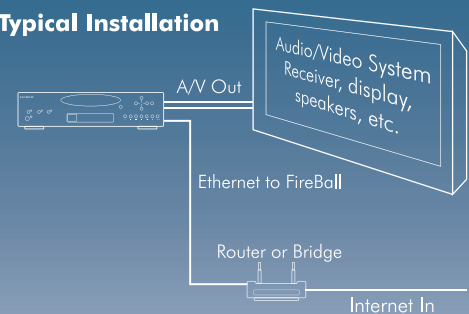 Typical Installation
A/V Out
Audio/Video System
Receiver, display,
speakers, etc.
Ethernet to FireBall
Router or Bridge
Internet In